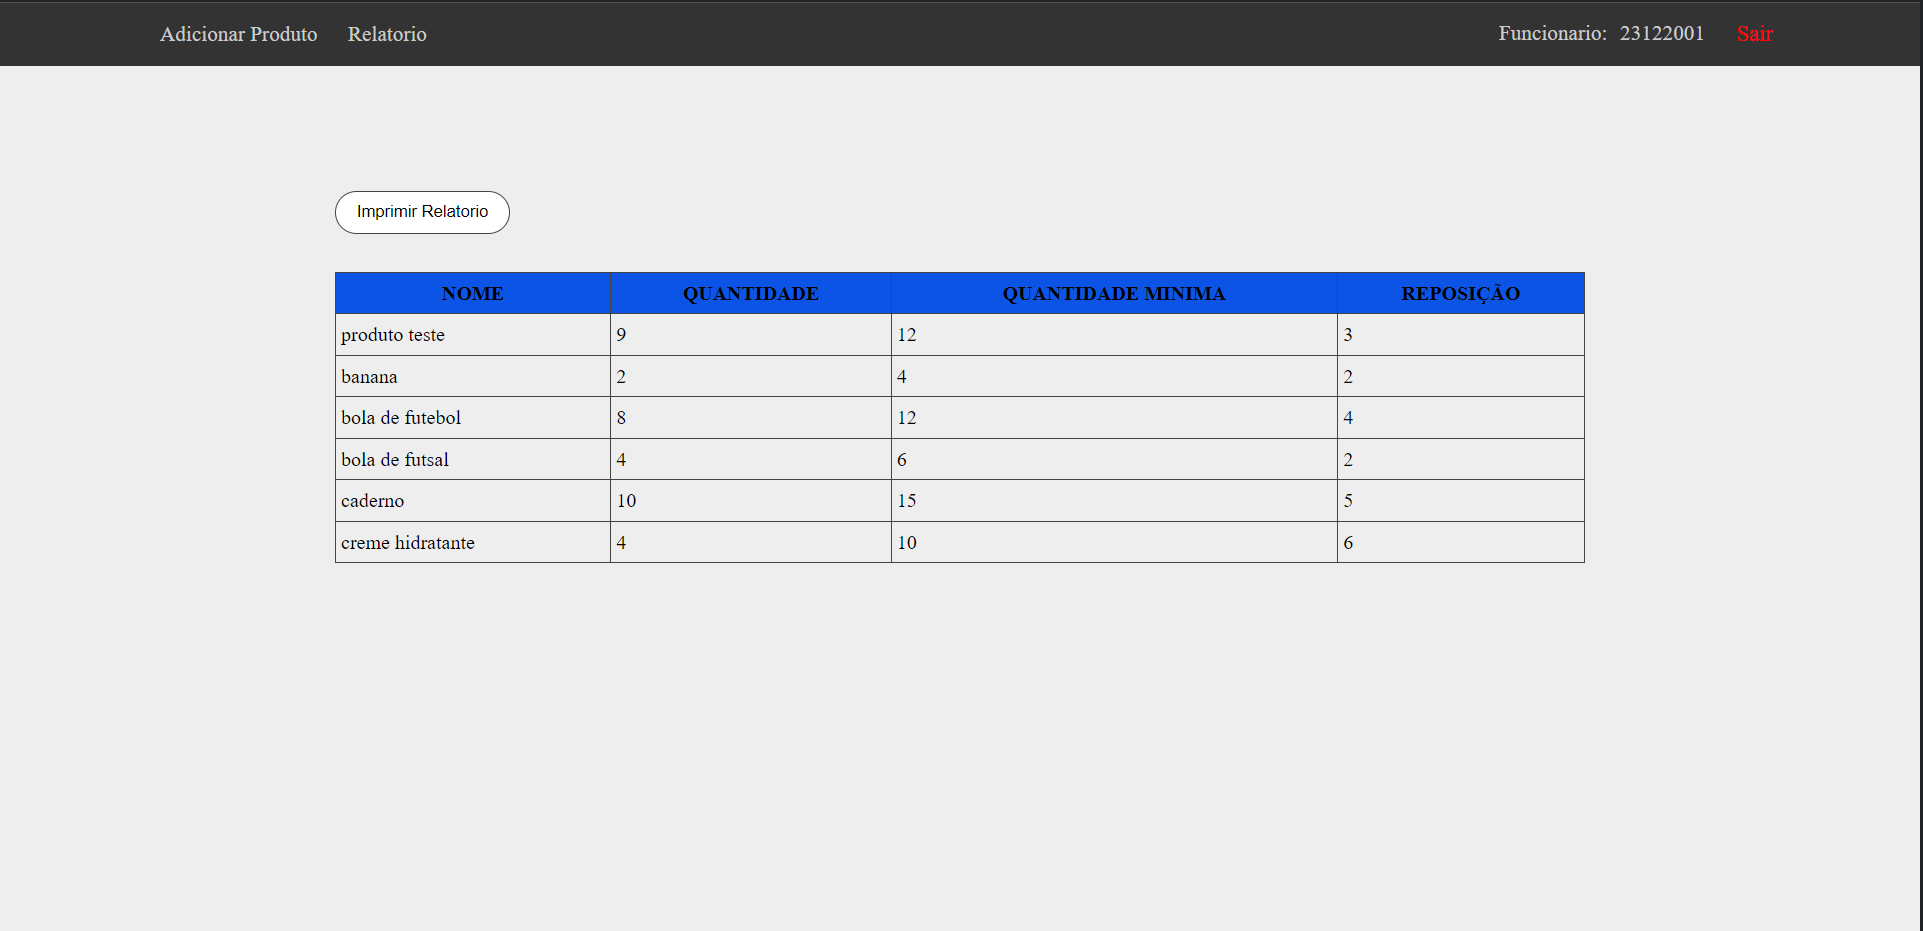 Adicionar Produto Relatorio Funcionario: 23122001 Sair
Imprimir Relatorio
NOME QUANTIDADE QUANTIDADE MINIMA REPOSIÇÃO
produto teste 9 12 3
banana 2 4 2
bola de futebol 8 12 4
bola de futsal 4 6 2
caderno 10 15 5
creme hidratante 4 10 6